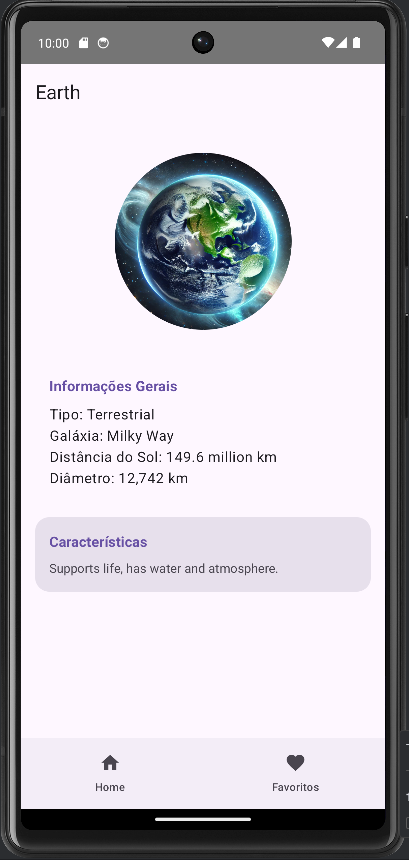 10:00
Earth
Informações Gerais
Tipo: Terrestrial
Galáxia: Milky Way
Distância do Sol: 149.6 million km
Diâmetro: 12,742 km
Características
Supports life, has water and atmosphere.
Home
Favoritos